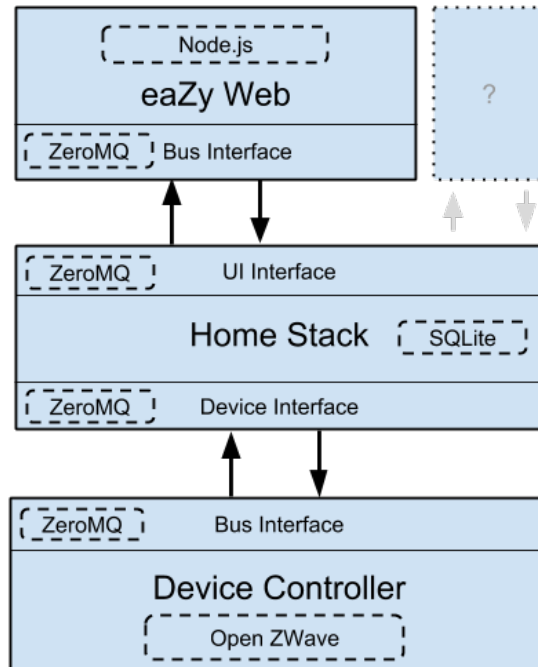 Node.js
eaZy Web
ZeroMQ Bus Interface
?
ZeroMQ UI Interface
Home Stack SQLite
ZeroMQ Device Interface
ZeroMQ Bus Interface
Device Controller
Open ZWave